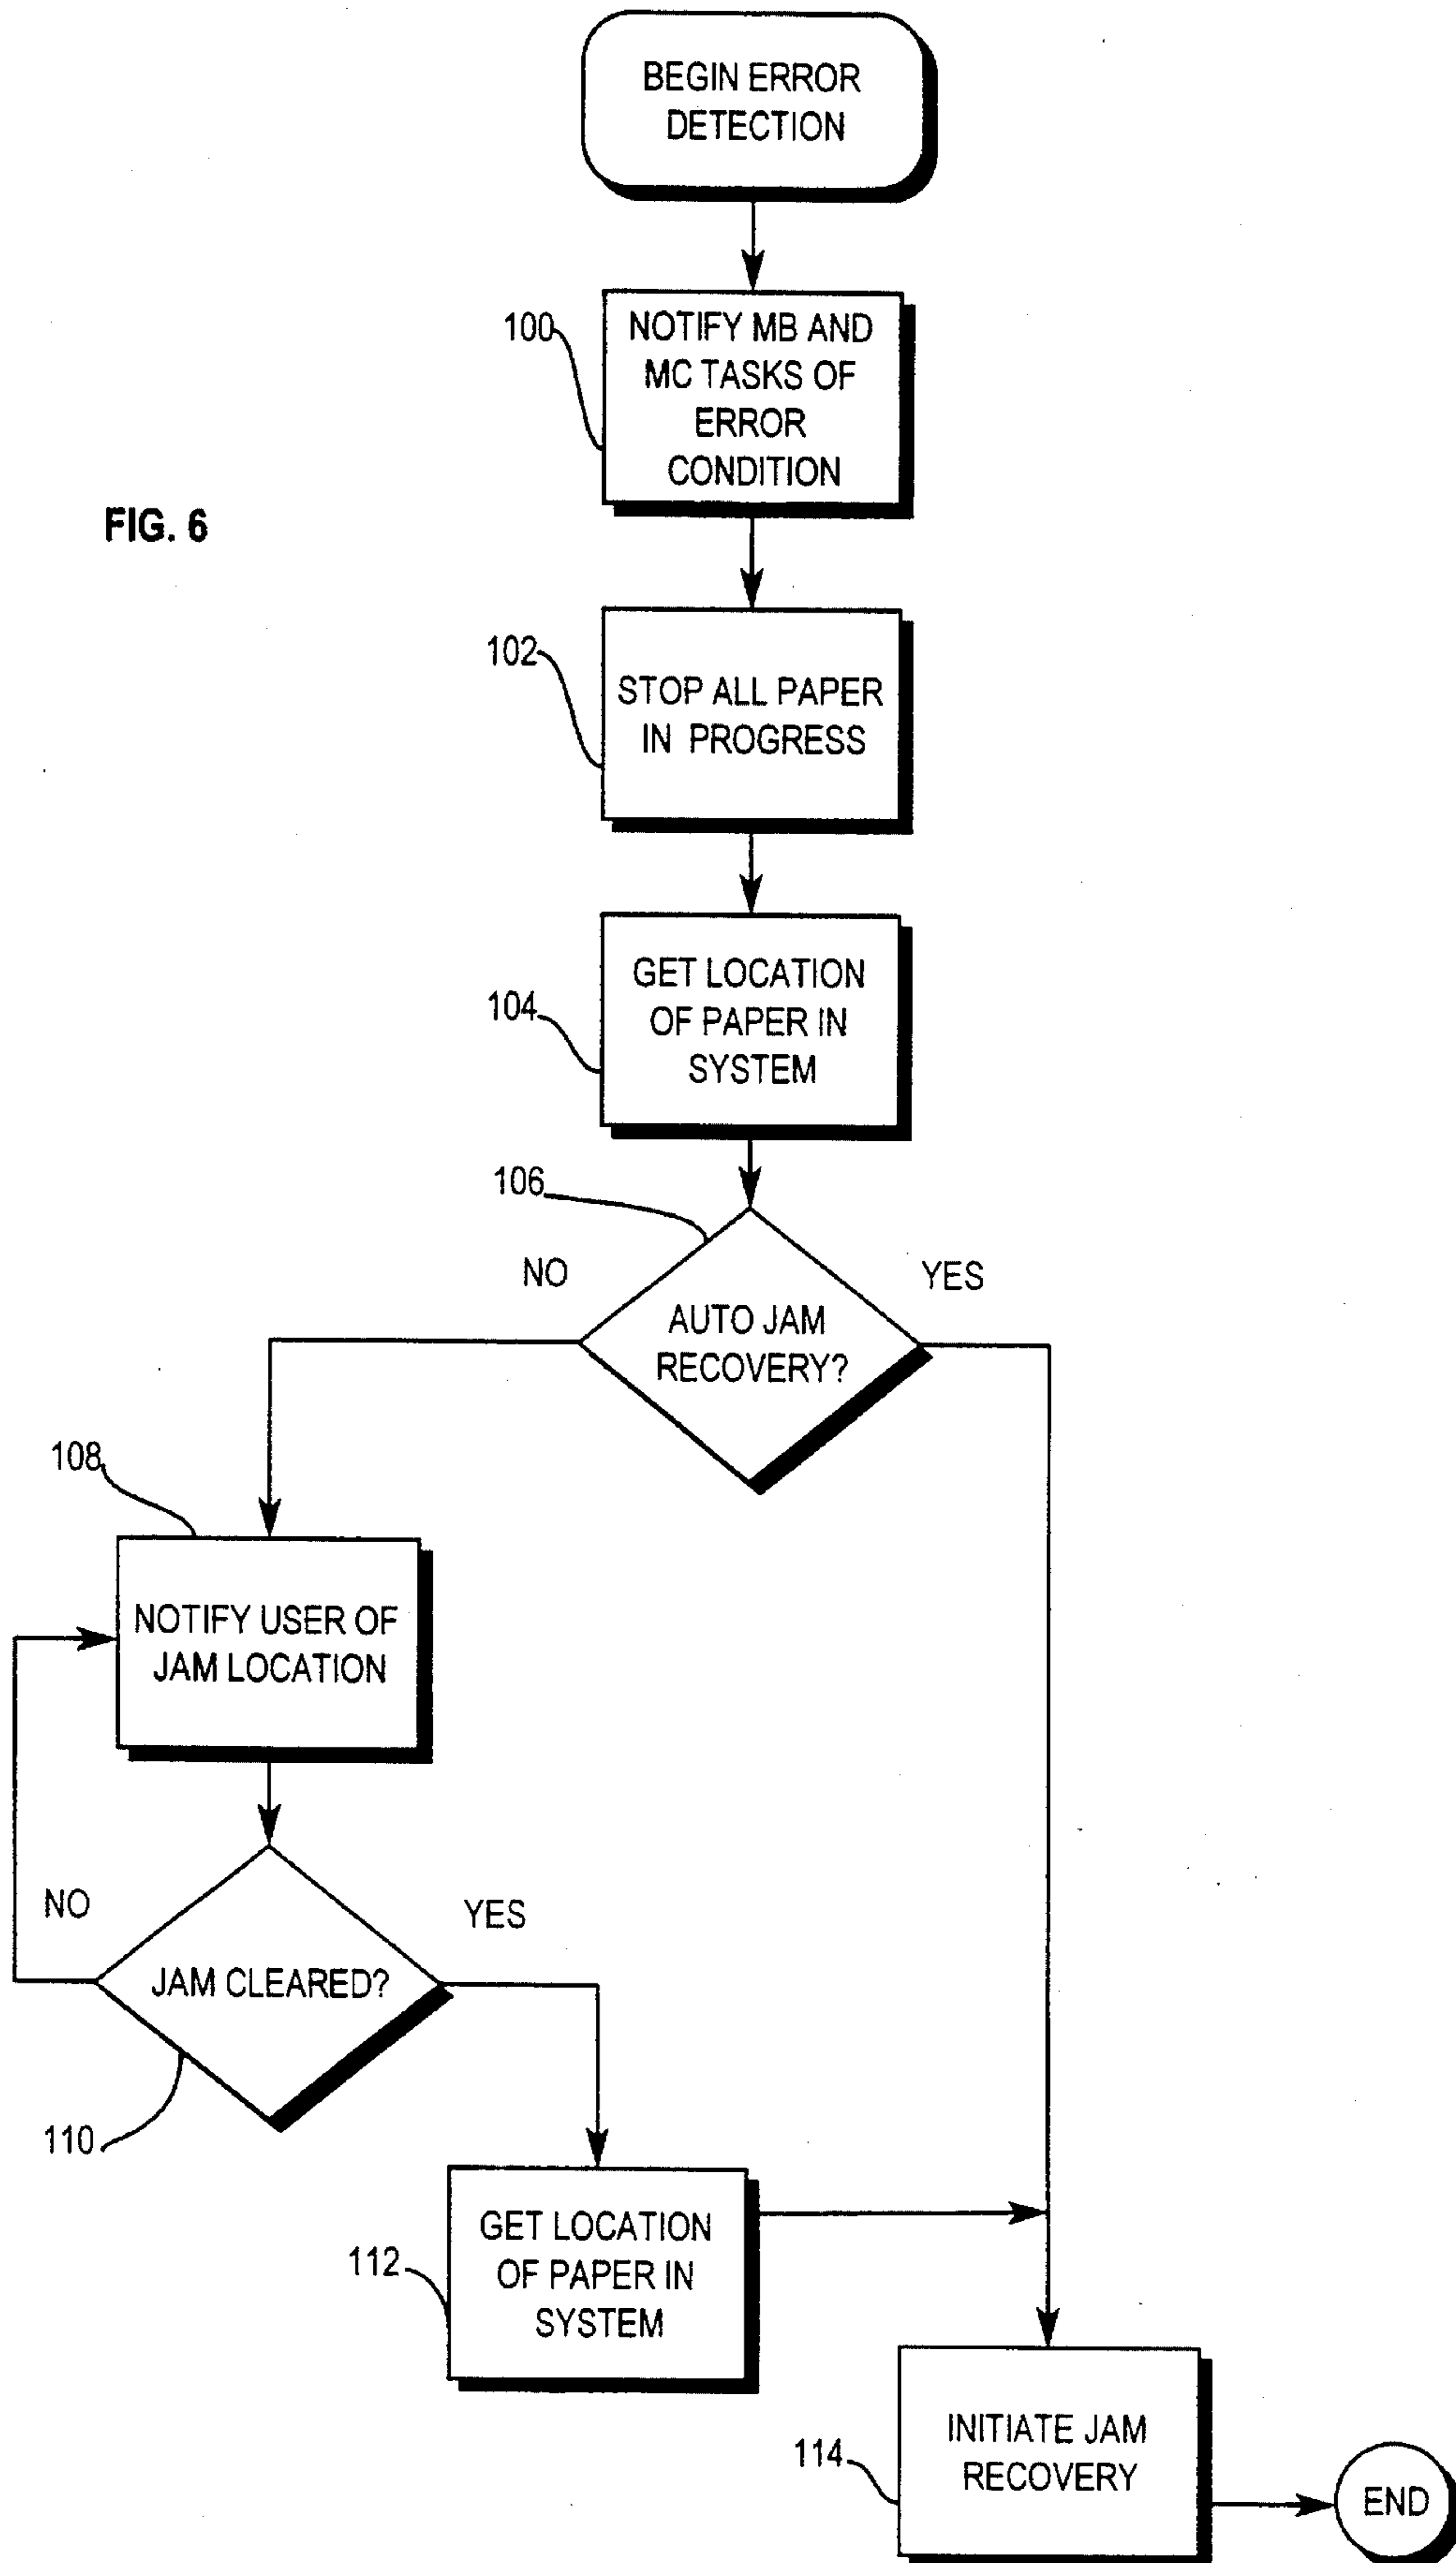 BEGIN ERROR
DETECTION
100
NOTIFY MB AND
MC TASKS OF
ERROR
CONDITION
FIG. 6
102
STOP ALL PAPER
IN PROGRESS
104
GET LOCATION
OF PAPER IN
SYSTEM
106
NO
YES
AUTO JAM
RECOVERY?
108
NOTIFY USER OF
JAM LOCATION
NO
YES
JAM CLEARED?
110
112
GET LOCATION
OF PAPER IN
SYSTEM
114
INITIATE JAM
RECOVERY
END